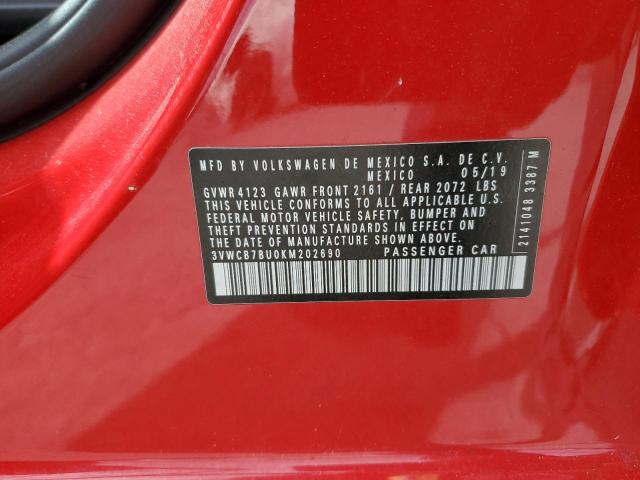 MFD BY VOLKSWAGEN DE MEXICO S.A. DE C.V.
MEXICO 05/19
GVWR 4123 GAWR FRONT 2161 / REAR 2072 LBS
THIS VEHICLE CONFORMS TO ALL APPLICABLE U.S.
FEDERAL MOTOR VEHICLE SAFETY, BUMPER AND
THEFT PREVENTION STANDARDS IN EFFECT ON
THE DATE OF MANUFACTURE SHOWN ABOVE.
3VWCB7BU0KM202690 PASSENGER CAR
2141048 3387 M